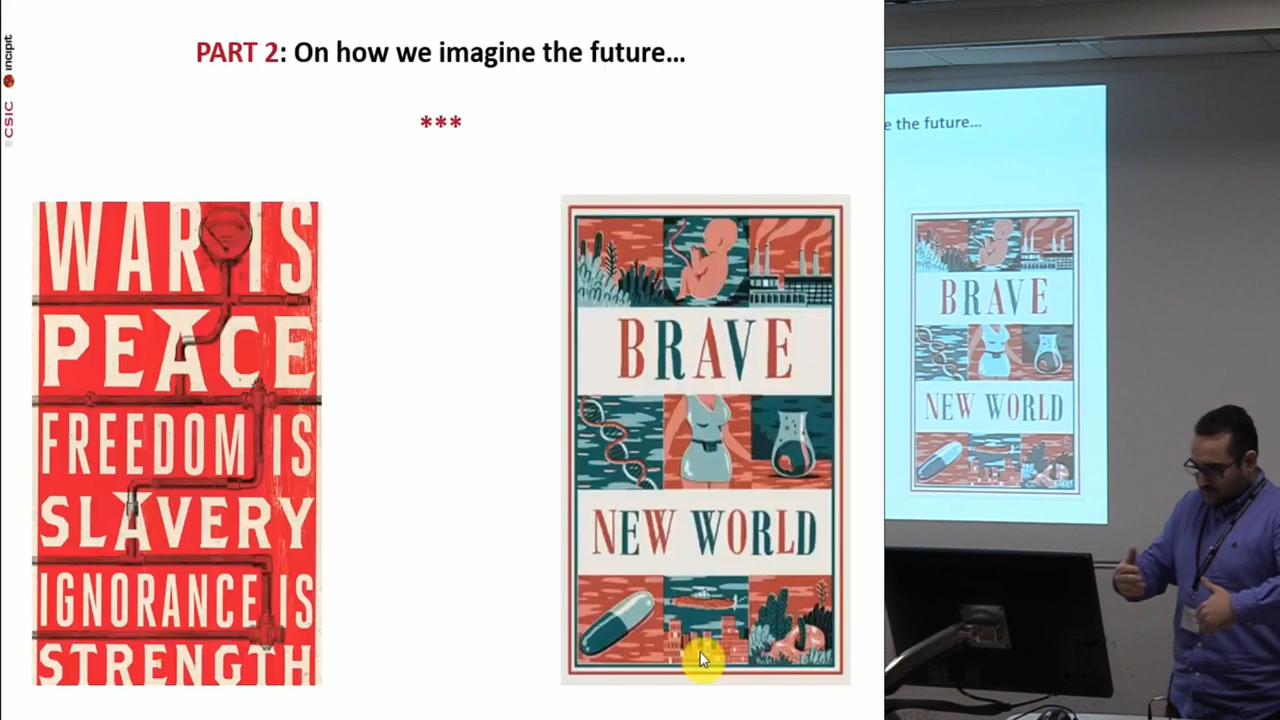 PART 2: On how we imagine the future...
***
incipit
CSIC
WAR IS
PEACE
FREEDOM IS
SLAVERY
IGNORANCE IS
STRENGTH
BRAVE
NEW WORLD
e the future...
BRAVE
NEW WORLD